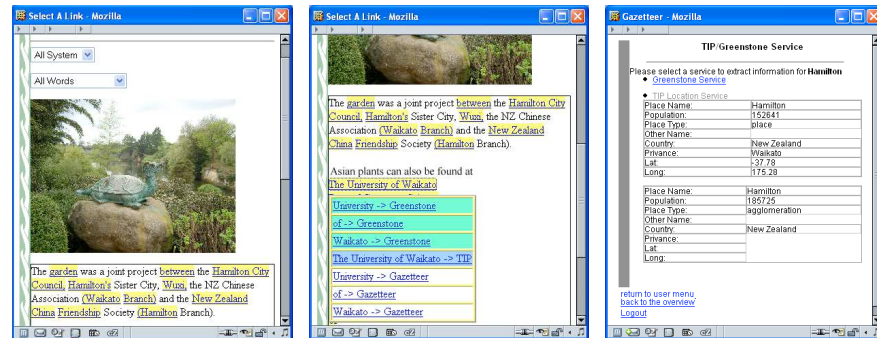 Select A Link - Mozilla
All System
All Words
The garden was a joint project between the Hamilton City
Council, Hamilton's Sister City, Wuxi, the NZ Chinese
Association (Waikato Branch) and the New Zealand
China Friendship Society (Hamilton Branch).
Select A Link - Mozilla
The garden was a joint project between the Hamilton City
Council, Hamilton's Sister City, Wuxi, the NZ Chinese
Association (Waikato Branch) and the New Zealand
China Friendship Society (Hamilton Branch).
Asian plants can also be found at
The University of Waikato
University -> Greenstone
of -> Greenstone
Waikato -> Greenstone
The University of Waikato -> TIP
University -> Gazetteer
of -> Gazetteer
Waikato -> Gazetteer
Gazetteer - Mozilla
TIP/Greenstone Service
Please select a service to extract information for Hamilton
Greenstone Service
TIP Location Service
Place Name: Hamilton
Population: 152641
Place Type: place
Other Name:
Country: New Zealand
Privance: Waikato
Lat: -37.78
Long: 175.28
Place Name: Hamilton
Population: 185725
Place Type: agglomeration
Other Name:
Country: New Zealand
Privance:
Lat:
Long:
return to user menu
back to the overview
Logout